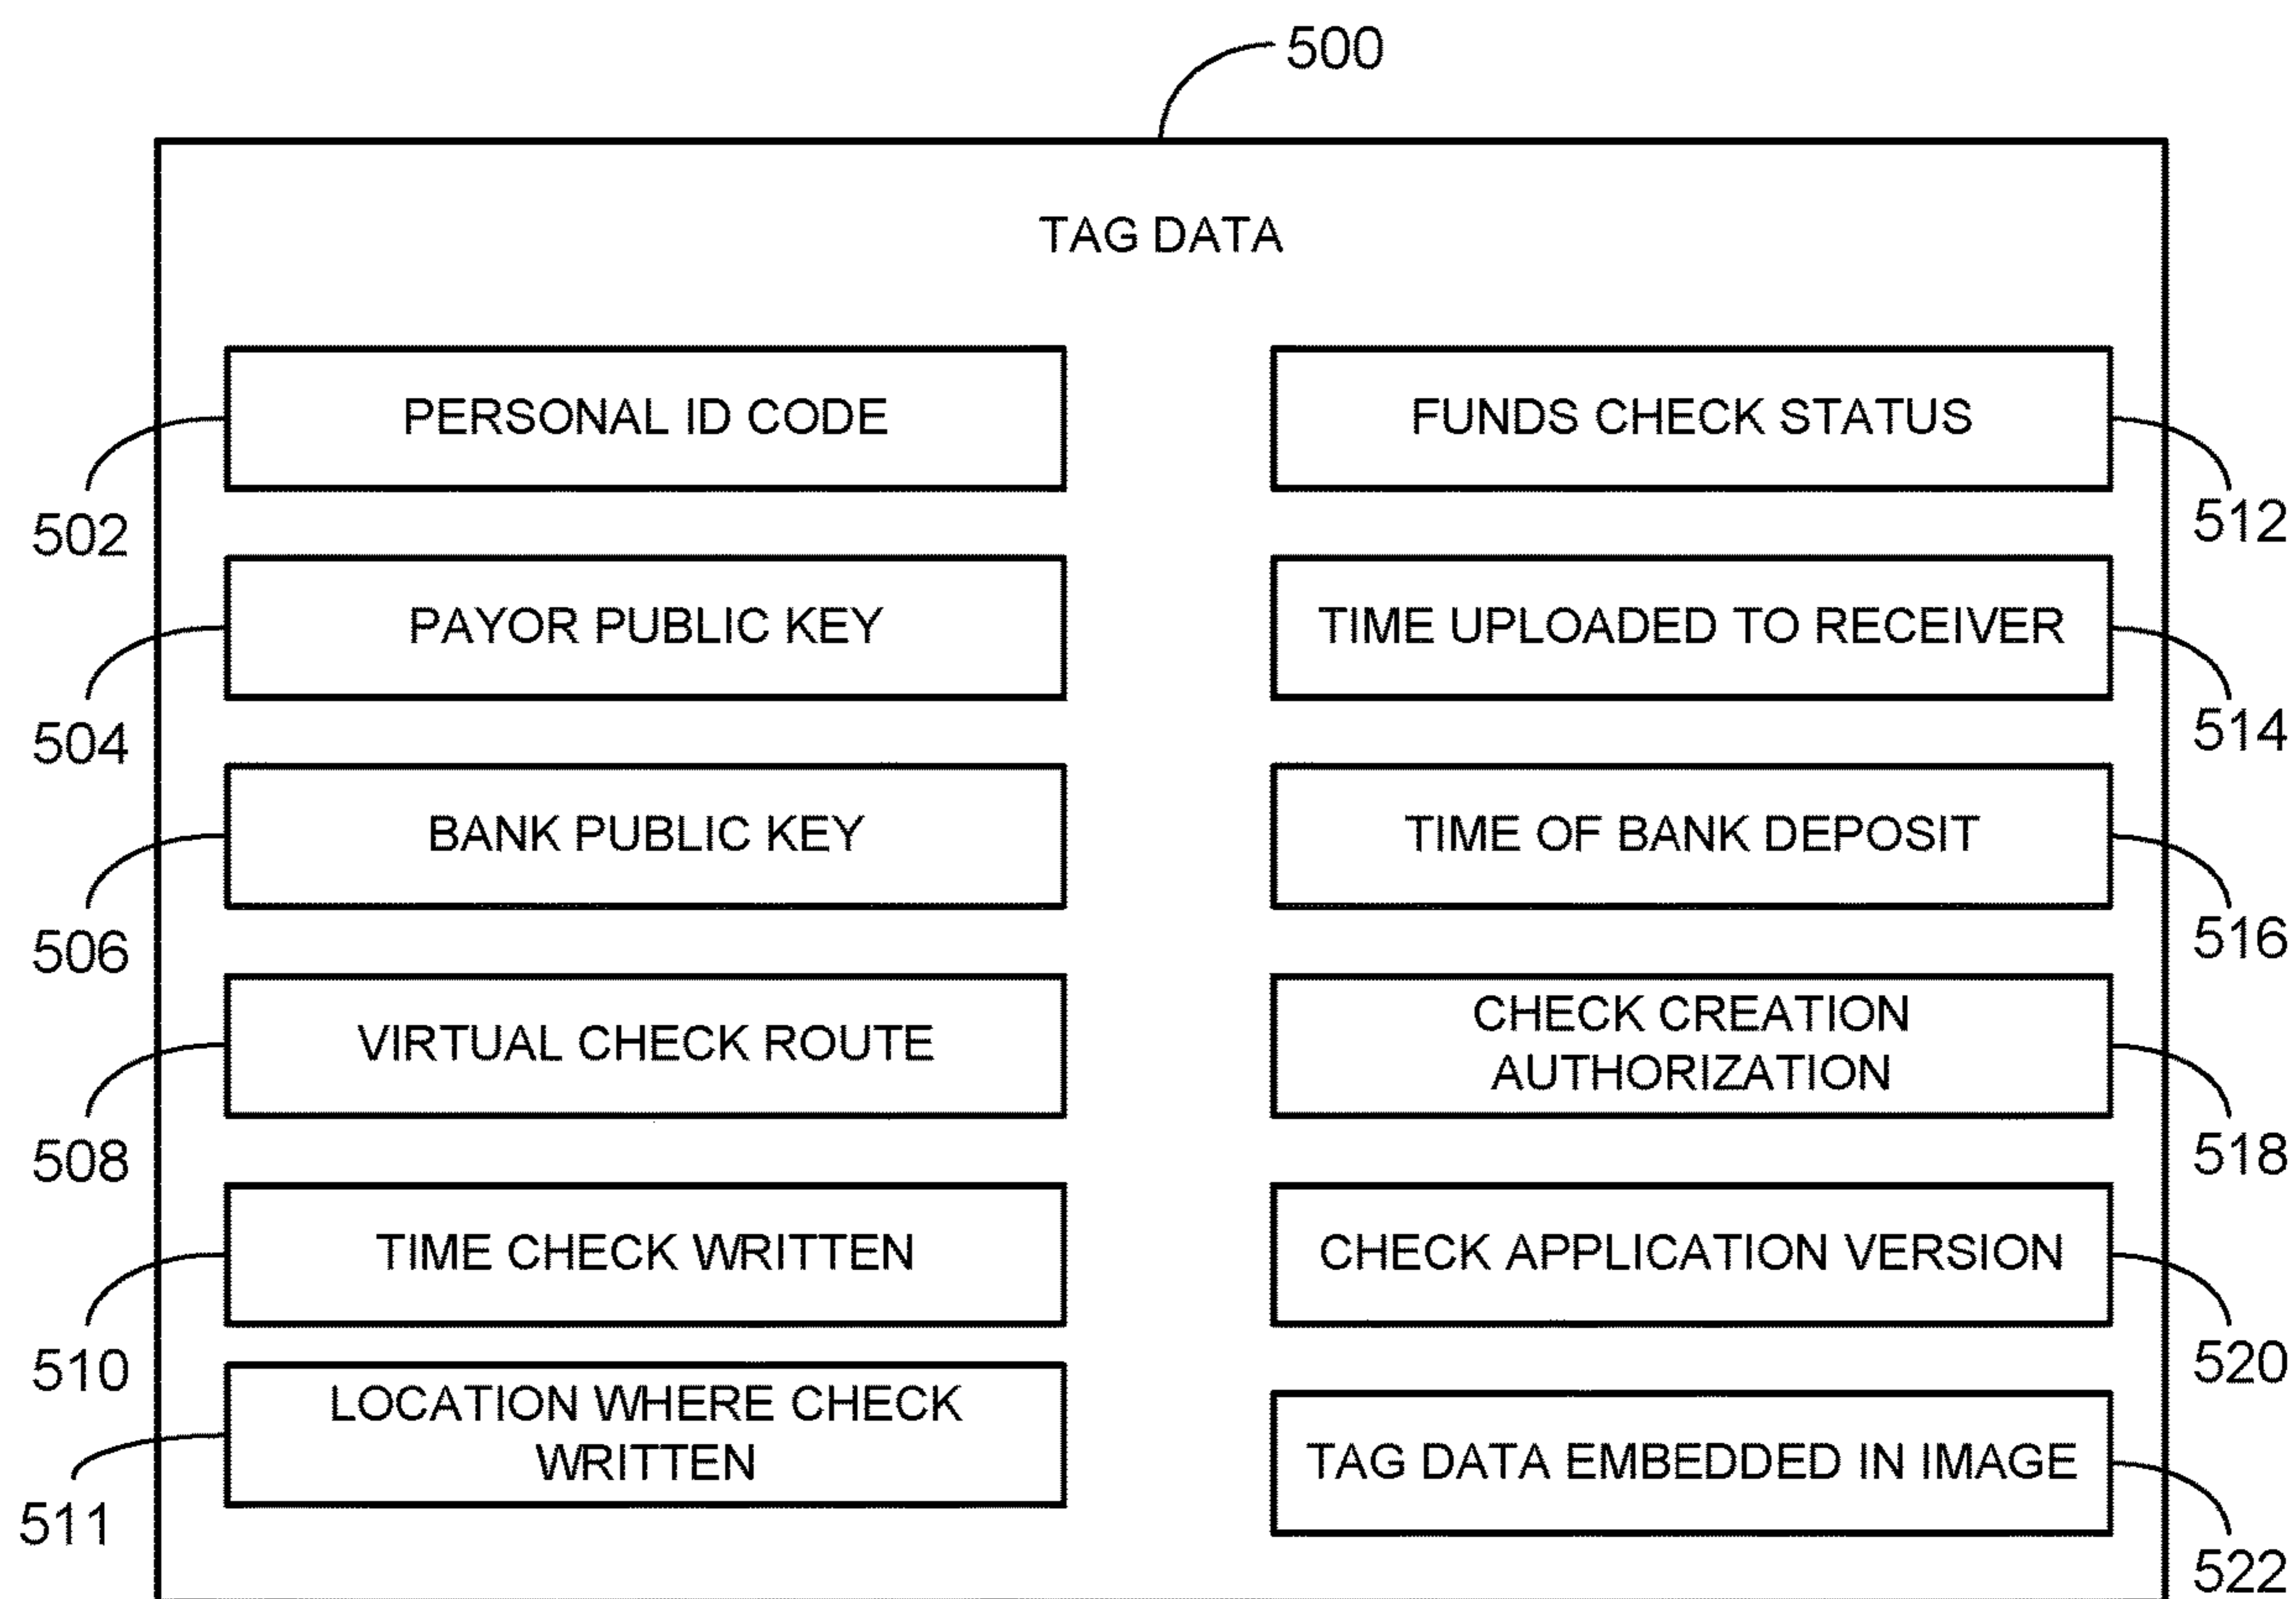 500
TAG DATA
PERSONAL ID CODE
502
PAYOR PUBLIC KEY
504
BANK PUBLIC KEY
506
VIRTUAL CHECK ROUTE
508
TIME CHECK WRITTEN
510
LOCATION WHERE CHECK
WRITTEN
511
FUNDS CHECK STATUS
512
TIME UPLOADED TO RECEIVER
514
TIME OF BANK DEPOSIT
516
CHECK CREATION
AUTHORIZATION
518
CHECK APPLICATION VERSION
520
TAG DATA EMBEDDED IN IMAGE
522